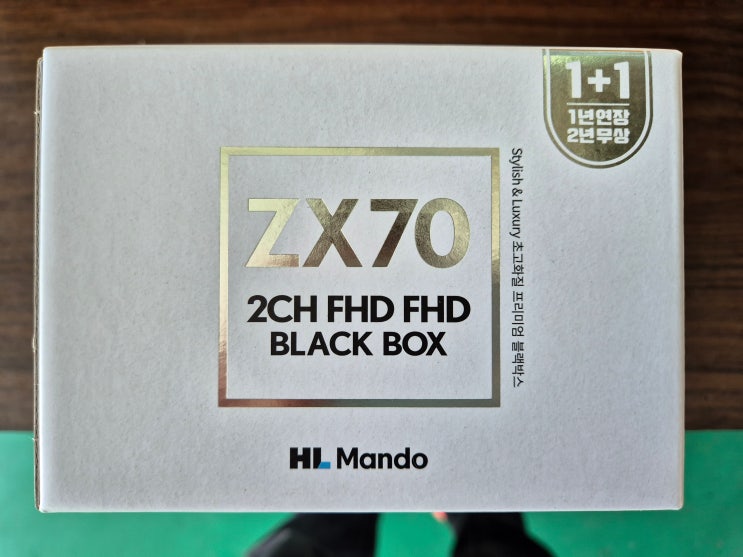 1+1
1년연장
2년무상
Stylish & Luxury 초고화질 프리미엄 블랙박스
ZX70
2CH FHD FHD
BLACK BOX
HL Mando